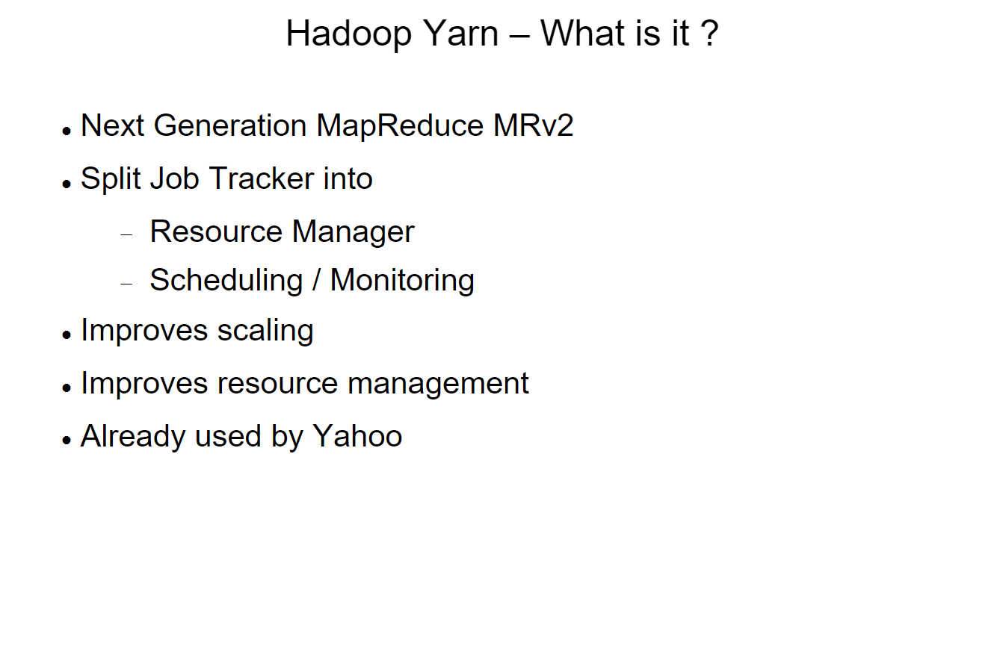 Hadoop Yarn – What is it ?
● Next Generation MapReduce MRv2
● Split Job Tracker into
– Resource Manager
– Scheduling / Monitoring
● Improves scaling
● Improves resource management
● Already used by Yahoo